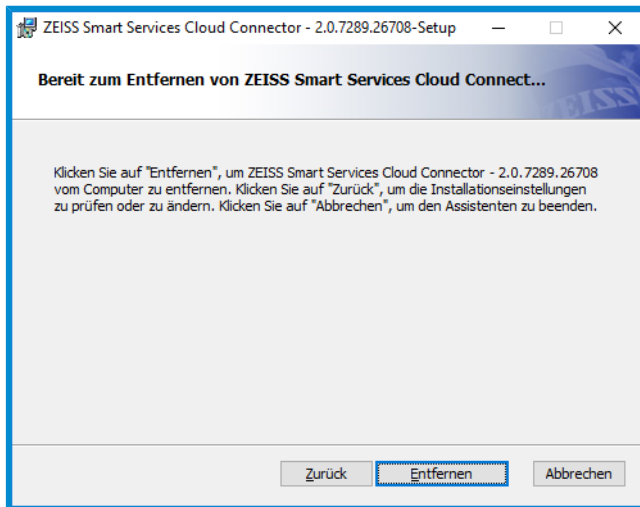 ZEISS Smart Services Cloud Connector - 2.0.7289.26708-Setup
Bereit zum Entfernen von ZEISS Smart Services Cloud Connect...
ZEISS
Klicken Sie auf "Entfernen", um ZEISS Smart Services Cloud Connector - 2.0.7289.26708
vom Computer zu entfernen. Klicken Sie auf "Zurück", um die Installationseinstellungen
zu prüfen oder zu ändern. Klicken Sie auf "Abbrechen", um den Assistenten zu beenden.
Zurück Entfernen Abbrechen